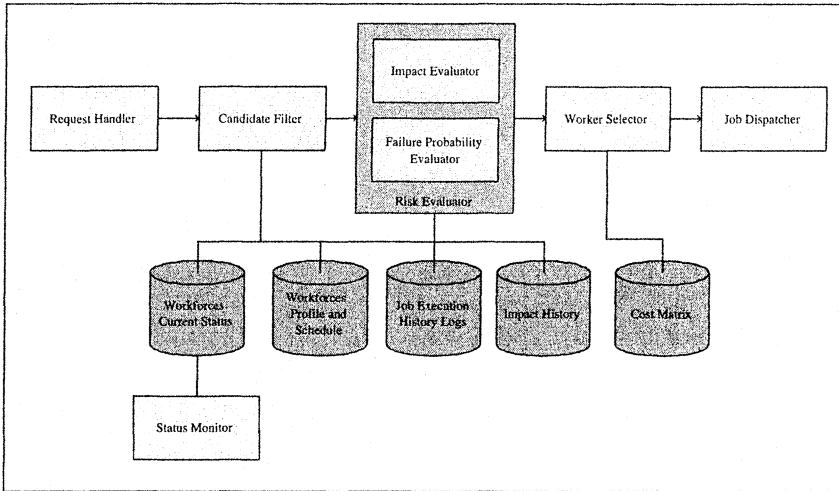 Impact Evaluator
Request Handler
Candidate Filter
Worker Selector
Job Dispatcher
Failure Probability
Evaluator
Risk Evaluator
Workforces
Current Status
Workforces
Profile and
Schedule
Job Execution
History Logs
Impact History
Cost Matrix
Status Monitor